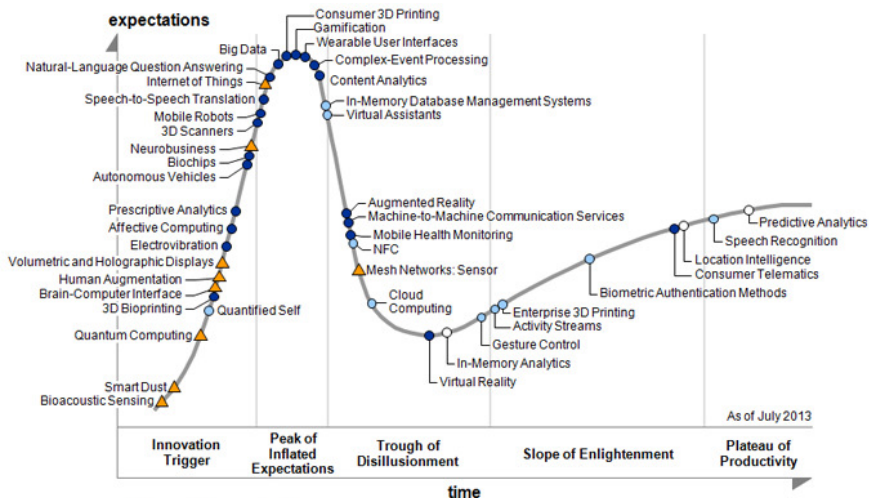 expectations
Consumer 3D Printing
Gamification
Wearable User Interfaces
Big Data
Complex-Event Processing
Natural-Language Question Answering
Content Analytics
Internet of Things
Speech-to-Speech Translation
In-Memory Database Management Systems
Mobile Robots
Virtual Assistants
3D Scanners
Neurobusiness
Biochips
Autonomous Vehicles
Augmented Reality
Prescriptive Analytics
Machine-to-Machine Communication Services
Predictive Analytics
Affective Computing
Mobile Health Monitoring
Speech Recognition
Electrovibration
NFC
Location Intelligence
Volumetric and Holographic Displays
Mesh Networks: Sensor
Consumer Telematics
Human Augmentation
Brain-Computer Interface
Biometric Authentication Methods
3D Bioprinting
Quantified Self
Cloud
Computing
Enterprise 3D Printing
Activity Streams
Quantum Computing
Gesture Control
In-Memory Analytics
Virtual Reality
Smart Dust
Bioacoustic Sensing
As of July 2013
Innovation
Trigger
Peak of
Inflated
Expectations
Trough of
Disillusionment
Slope of Enlightenment
Plateau of
Productivity
time